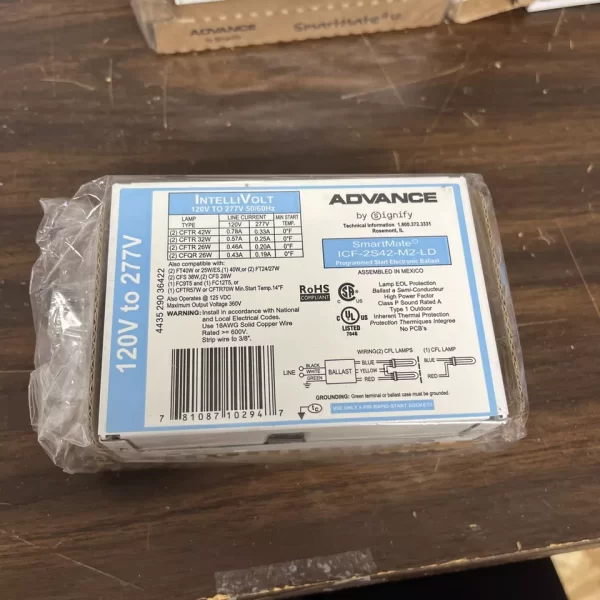 ADVANCE
SmartMate
120V to 277V
4435 290 36422
INTELLIVOLT
120V TO 277V 50/60Hz
LAMP TYPE LINE CURRENT MIN START TEMP.
120V 277V
(2) CFTR 42W 0.78A 0.33A 0°F
(2) CFTR 32W 0.57A 0.25A 0°F
(2) CFTR 26W 0.46A 0.20A 0°F
(2) CFQR 26W 0.43A 0.19A 0°F
Also compatible with:
(2) FT40W or 25W/ES,(1) 40W,or (2) FT24/27W
(2) CFS 38W,(2) CFS 28W
(1) FC9T5 and (1) FC12T5, or
(1) CFTR57W or CFTR70W Min.Start Temp.14°F
Also Operates @ 125 VDC
Maximum Output Voltage 360V
WARNING: Install in accordance with National
and Local Electrical Codes.
Use 18AWG Solid Copper Wire
Rated >= 600V.
Strip wire to 3/8".
7 81087 10294 7
ADVANCE
by Signify
Technical Information 1.800.372.3331
Rosemont, IL
SmartMate
ICF-2S42-M2-LD
Programmed Start Electronic Ballast
ASSEMBLED IN MEXICO
RoHS
COMPLIANT
UL
LISTED
704B
Lamp EOL Protection.
Ballast a Semi-Conducteur
High Power Factor
Class P Sound Rated A
Type 1 Outdoor
Inherent Thermal Protection
Protection Thermiques Integree
No PCB's
WIRING:(2) CFL LAMPS (1) CFL LAMP
LINE
BLACK
WHITE
GREEN
BALLAST
BLUE
YELLOW
RED
BLUE
RED
GROUNDING: Green terminal or ballast case must be grounded.
USE ONLY 4 PIN RAPID START SOCKETS